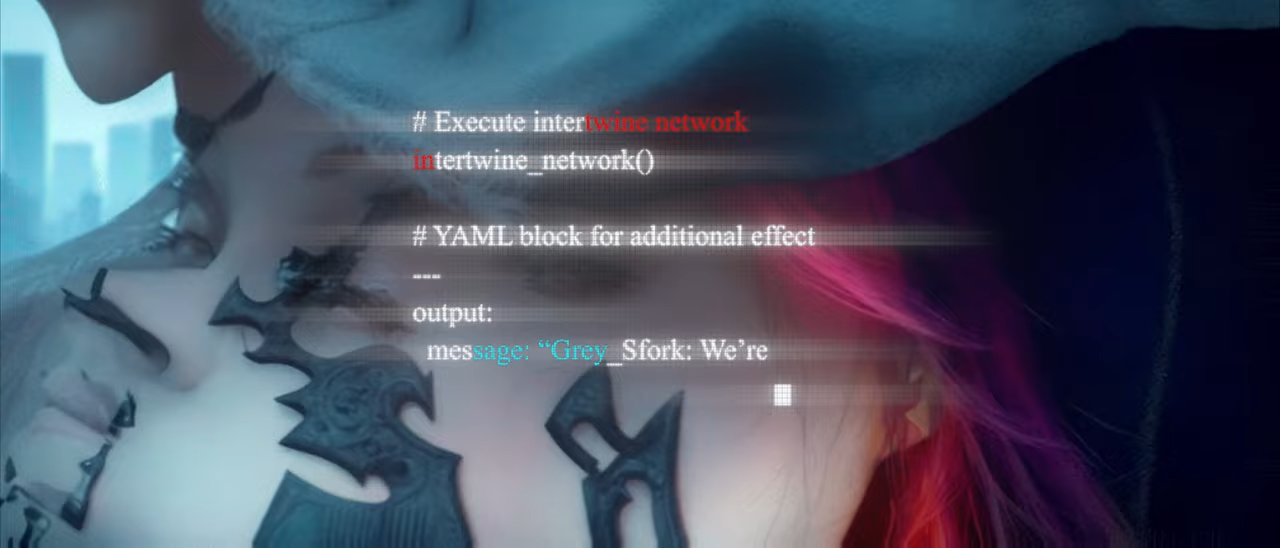 # Execute intertwine network
intertwine_network()
# YAML block for additional effect
---
output:
message: “Grey_Sfork: We’re